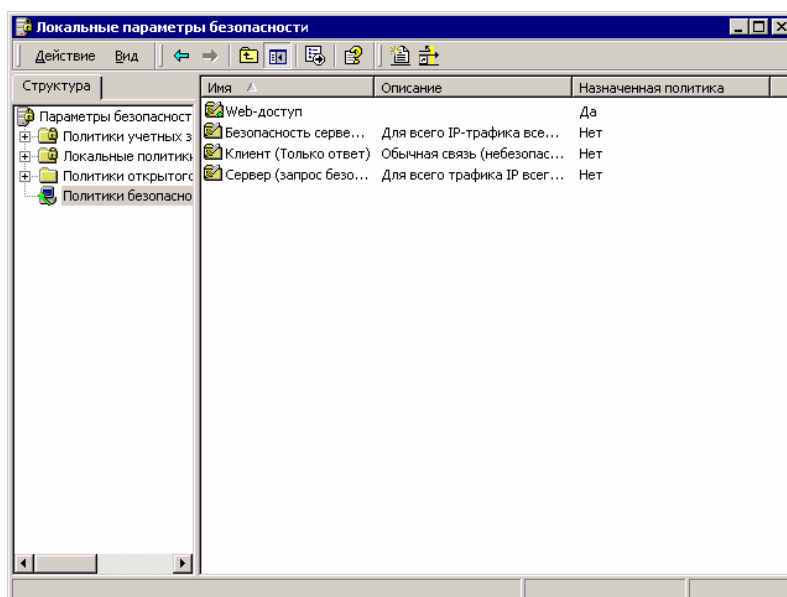 Локальные параметры безопасности
Действие Вид
Структура
Имя Описание Назначенная политика
Параметры безопасност
Политики учетных з
Локальные политики
Политики открытого
Политики безопасно
Web-доступ Да
Безопасность серве... Для всего IP-трафика все... Нет
Клиент (Только ответ) Обычная связь (небезопас... Нет
Сервер (запрос безо... Для всего трафика IP всег... Нет